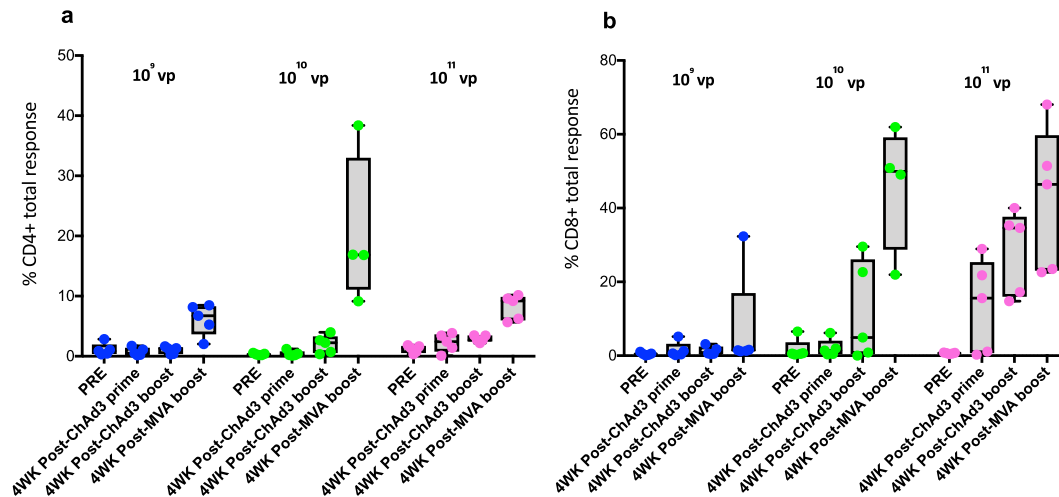 a
50
40
30
20
10
0
% CD4+ total response
10⁹ vp
10¹⁰ vp
10¹¹ vp
PRE
4WK Post-ChAd3 prime
4WK Post-ChAd3 boost
4WK Post-MVA boost
PRE
4WK Post-ChAd3 prime
4WK Post-ChAd3 boost
4WK Post-MVA boost
PRE
4WK Post-ChAd3 prime
4WK Post-ChAd3 boost
4WK Post-MVA boost
b
80
60
40
20
0
% CD8+ total response
10⁹ vp
10¹⁰ vp
10¹¹ vp
PRE
4WK Post-ChAd3 prime
4WK Post-ChAd3 boost
4WK Post-MVA boost
PRE
4WK Post-ChAd3 prime
4WK Post-ChAd3 boost
4WK Post-MVA boost
PRE
4WK Post-ChAd3 prime
4WK Post-ChAd3 boost
4WK Post-MVA boost